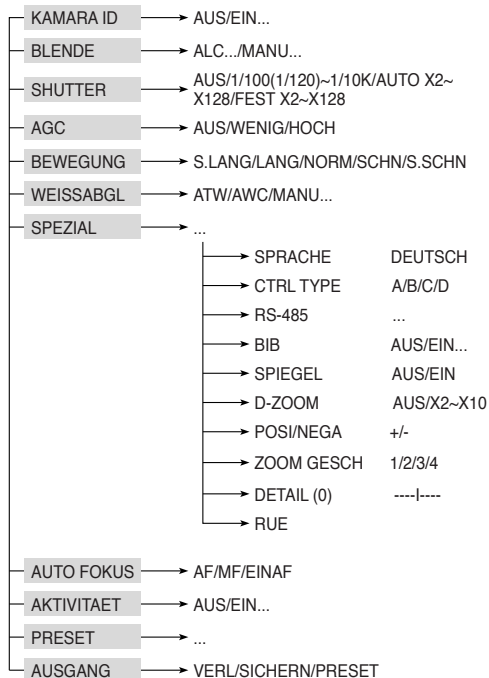 KAMARA ID AUS/EIN...
BLENDE ALC.../MANU...
SHUTTER AUS/1/100(1/120)~1/10K/AUTO X2~
X128/FEST X2~X128
AGC AUS/WENIG/HOCH
BEWEGUNG S.LANG/LANG/NORM/SCHN/S.SCHN
WEISSABGL ATW/AWC/MANU...
SPEZIAL ...
SPRACHE DEUTSCH
CTRL TYPE A/B/C/D
RS-485 ...
BIB AUS/EIN...
SPIEGEL AUS/EIN
D-ZOOM AUS/X2~X10
POSI/NEGA +/-
ZOOM GESCH 1/2/3/4
DETAIL (0) ----I----
RUE
AUTO FOKUS AF/MF/EINAF
AKTIVITAET AUS/EIN...
PRESET ...
AUSGANG VERL/SICHERN/PRESET